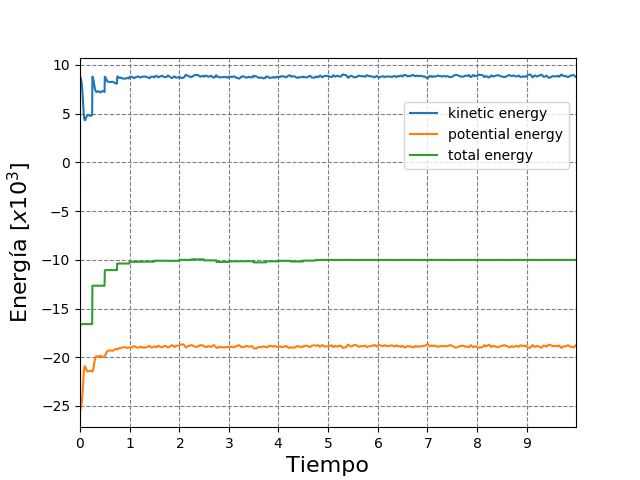 10
5
0
−5
−10
−15
−20
−25
Energía [x10³]
kinetic energy
potential energy
total energy
0 1 2 3 4 5 6 7 8 9
Tiempo